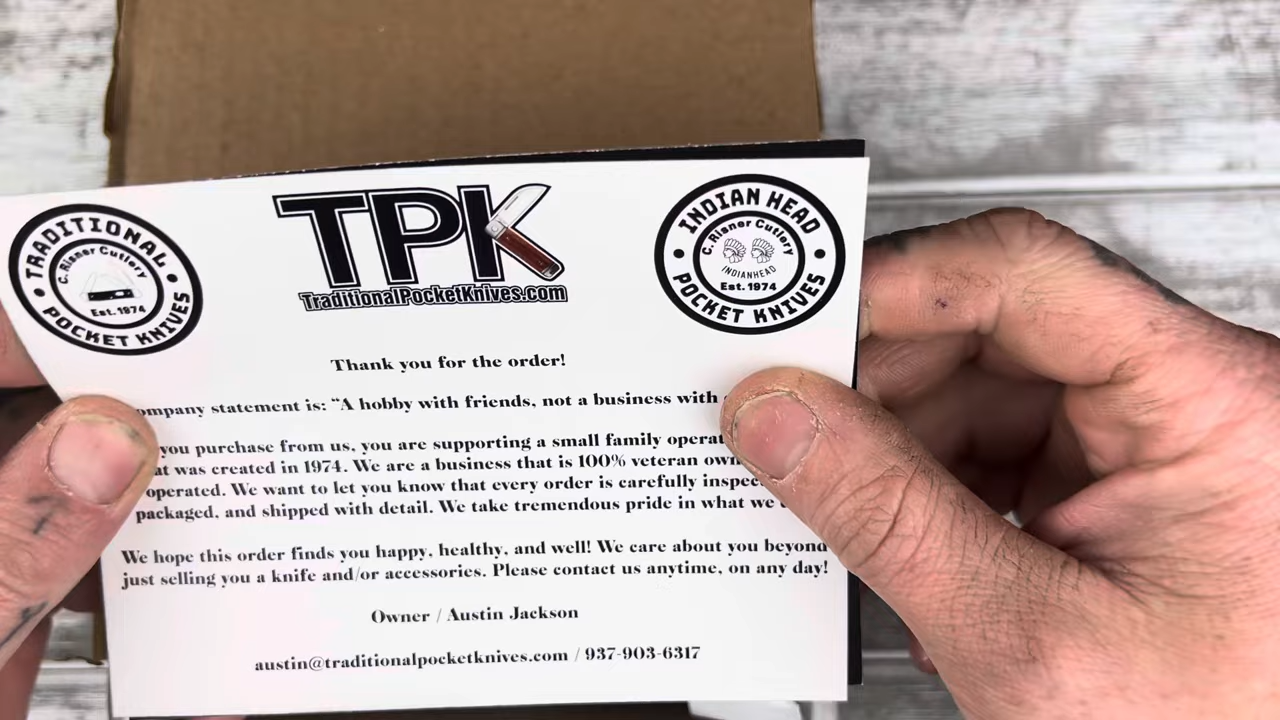 TRADITIONAL
C. Risner Cutlery
Est. 1974
POCKET KNIVES
TPK
TraditionalPocketKnives.com
INDIAN HEAD
C. Risner Cutlery
INDIANHEAD
Est. 1974
POCKET KNIVES
Thank you for the order!
statement is: “A hobby with friends, not a business with
you purchase from us, you are supporting a small family
was created in 1974. We are a business that is 100% veteran
operated. We want to let you know that every order is carefully
packaged, and shipped with detail. We take tremendous pride in what we
We hope this order finds you happy, healthy, and well! We care about you beyond
just selling you a knife and/or accessories. Please contact us anytime, on any day!
Owner / Austin Jackson
austin@traditionalpocketknives.com / 937-903-6317